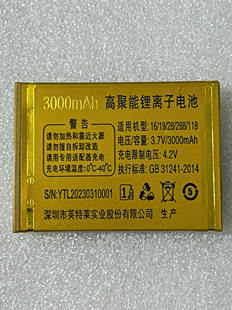 3000mAh 高聚能锂离子电池
警告
请勿加热和靠近火源
请勿擅自拆卸改造
请用专用适配器充电
充电环境温度0℃-40℃
适用机型: 16/19/28/288/118
电压/容量: 3.7V/3000mAh
充电限制电压: 4.2V
执行标准: GB 31241-2014
S/N:YTL20230310001
深圳市英特莱实业股份有限公司 生产